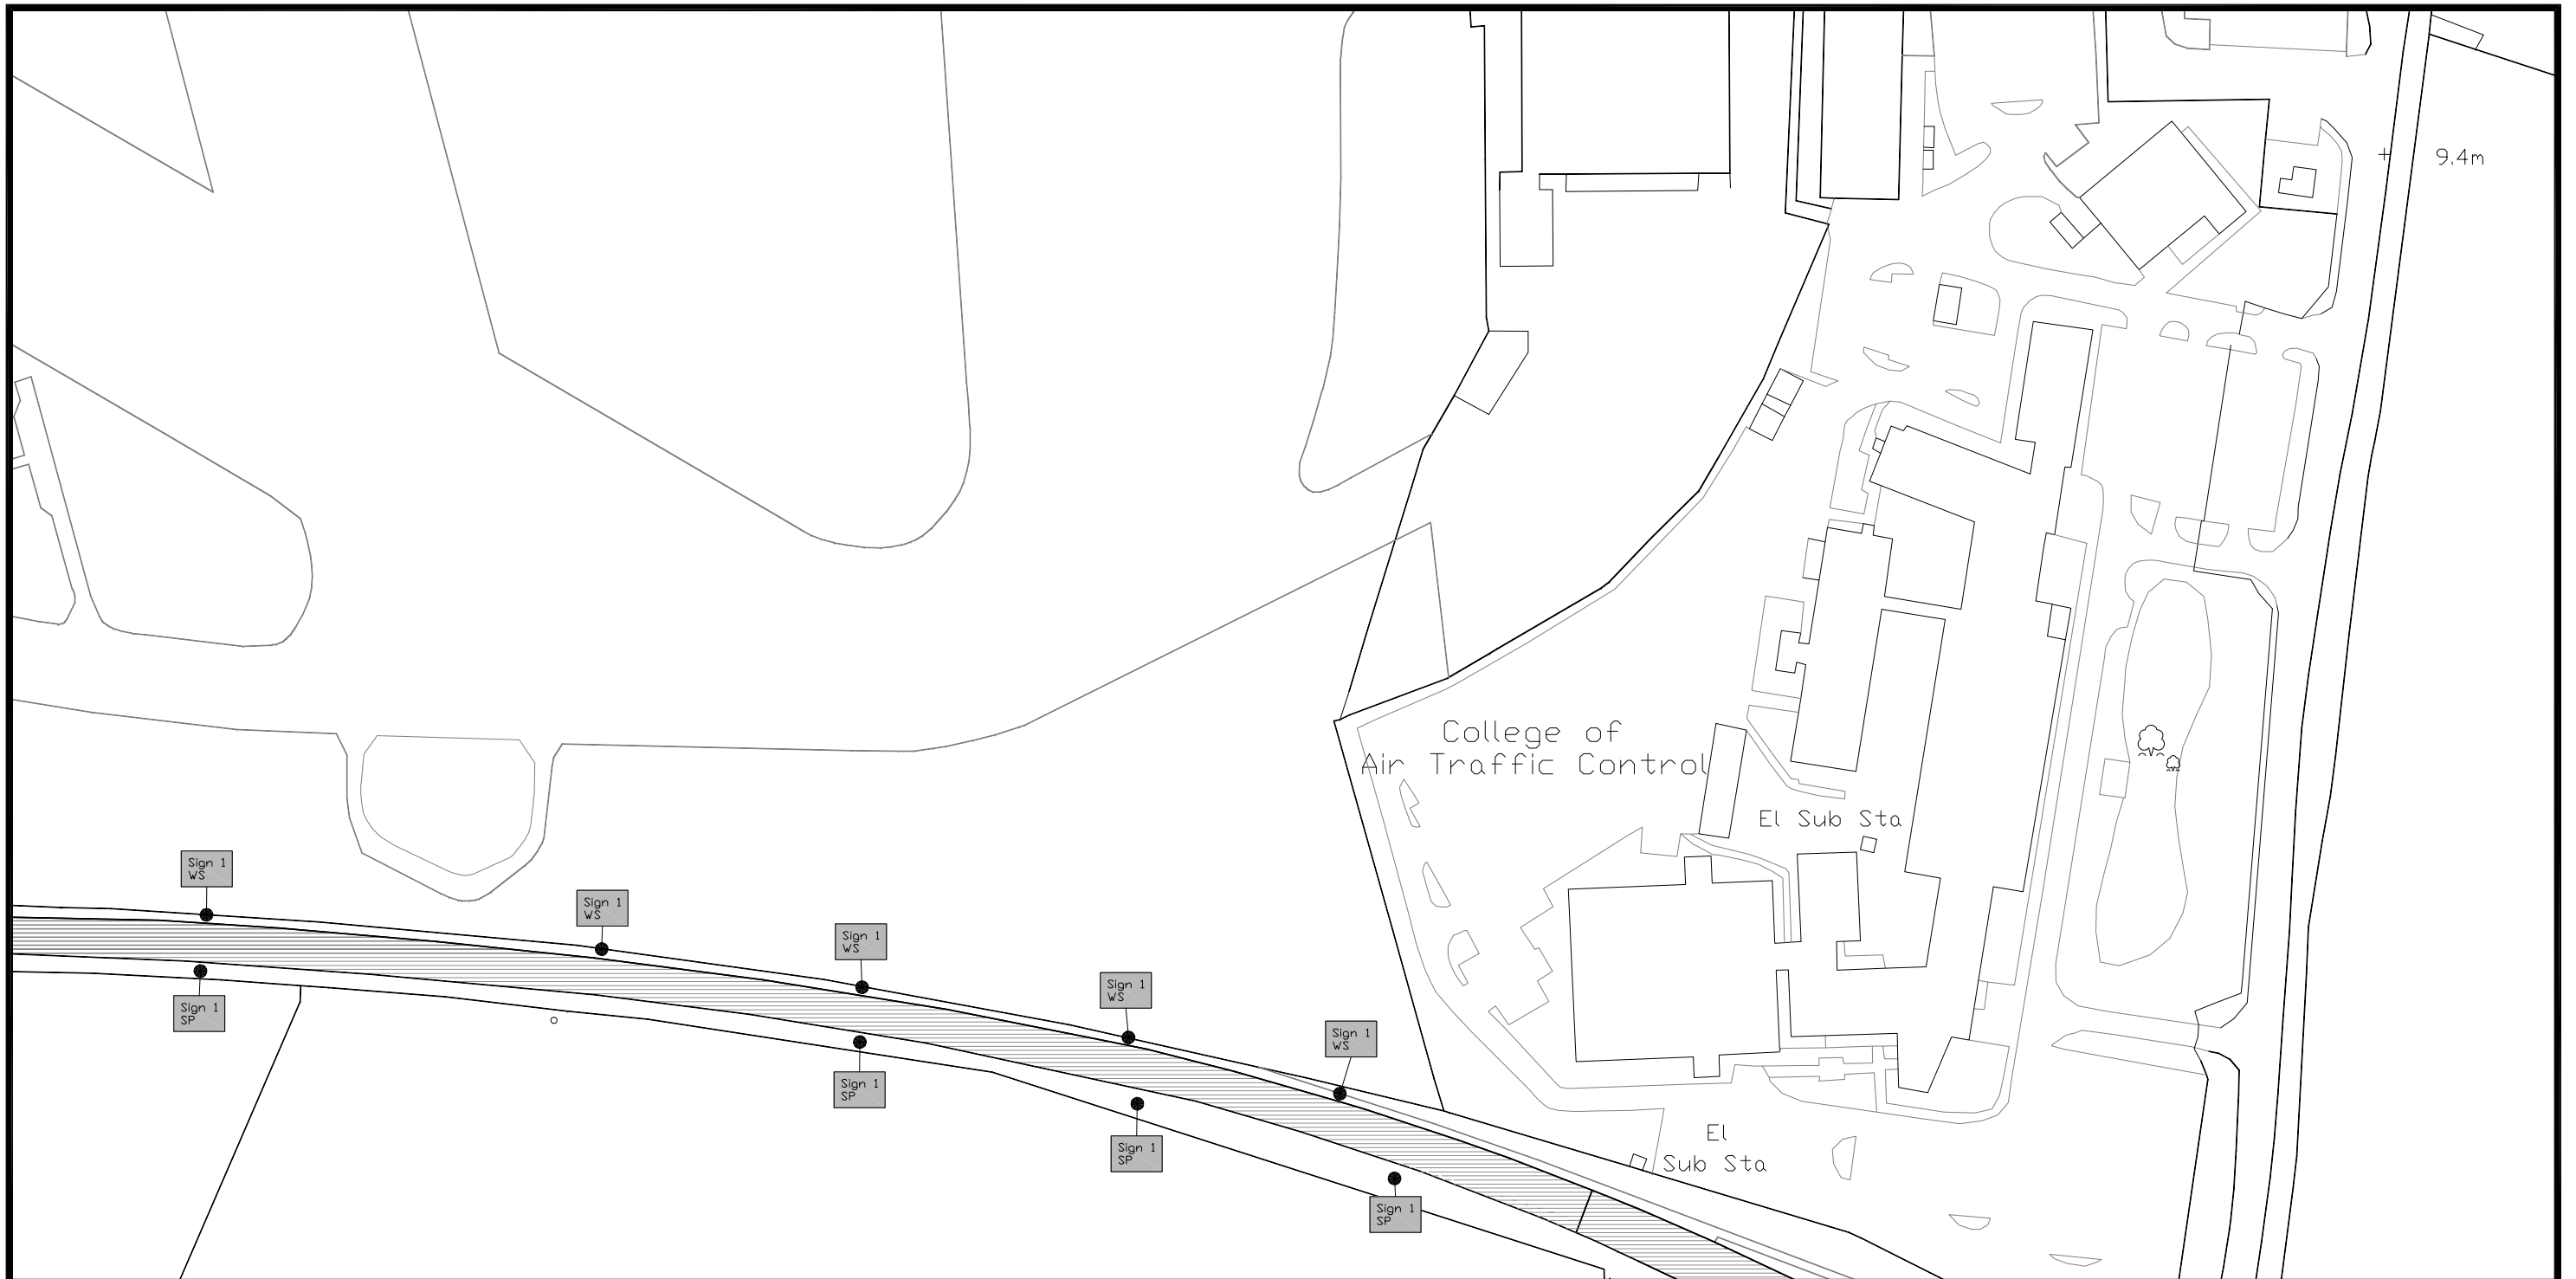 9.4m
College of
Air Traffic Control
El Sub Sta
Sign 1
WS
Sign 1
WS
Sign 1
WS
Sign 1
WS
Sign 1
WS
Sign 1
SP
Sign 1
SP
Sign 1
SP
Sign 1
SP
El
Sub Sta